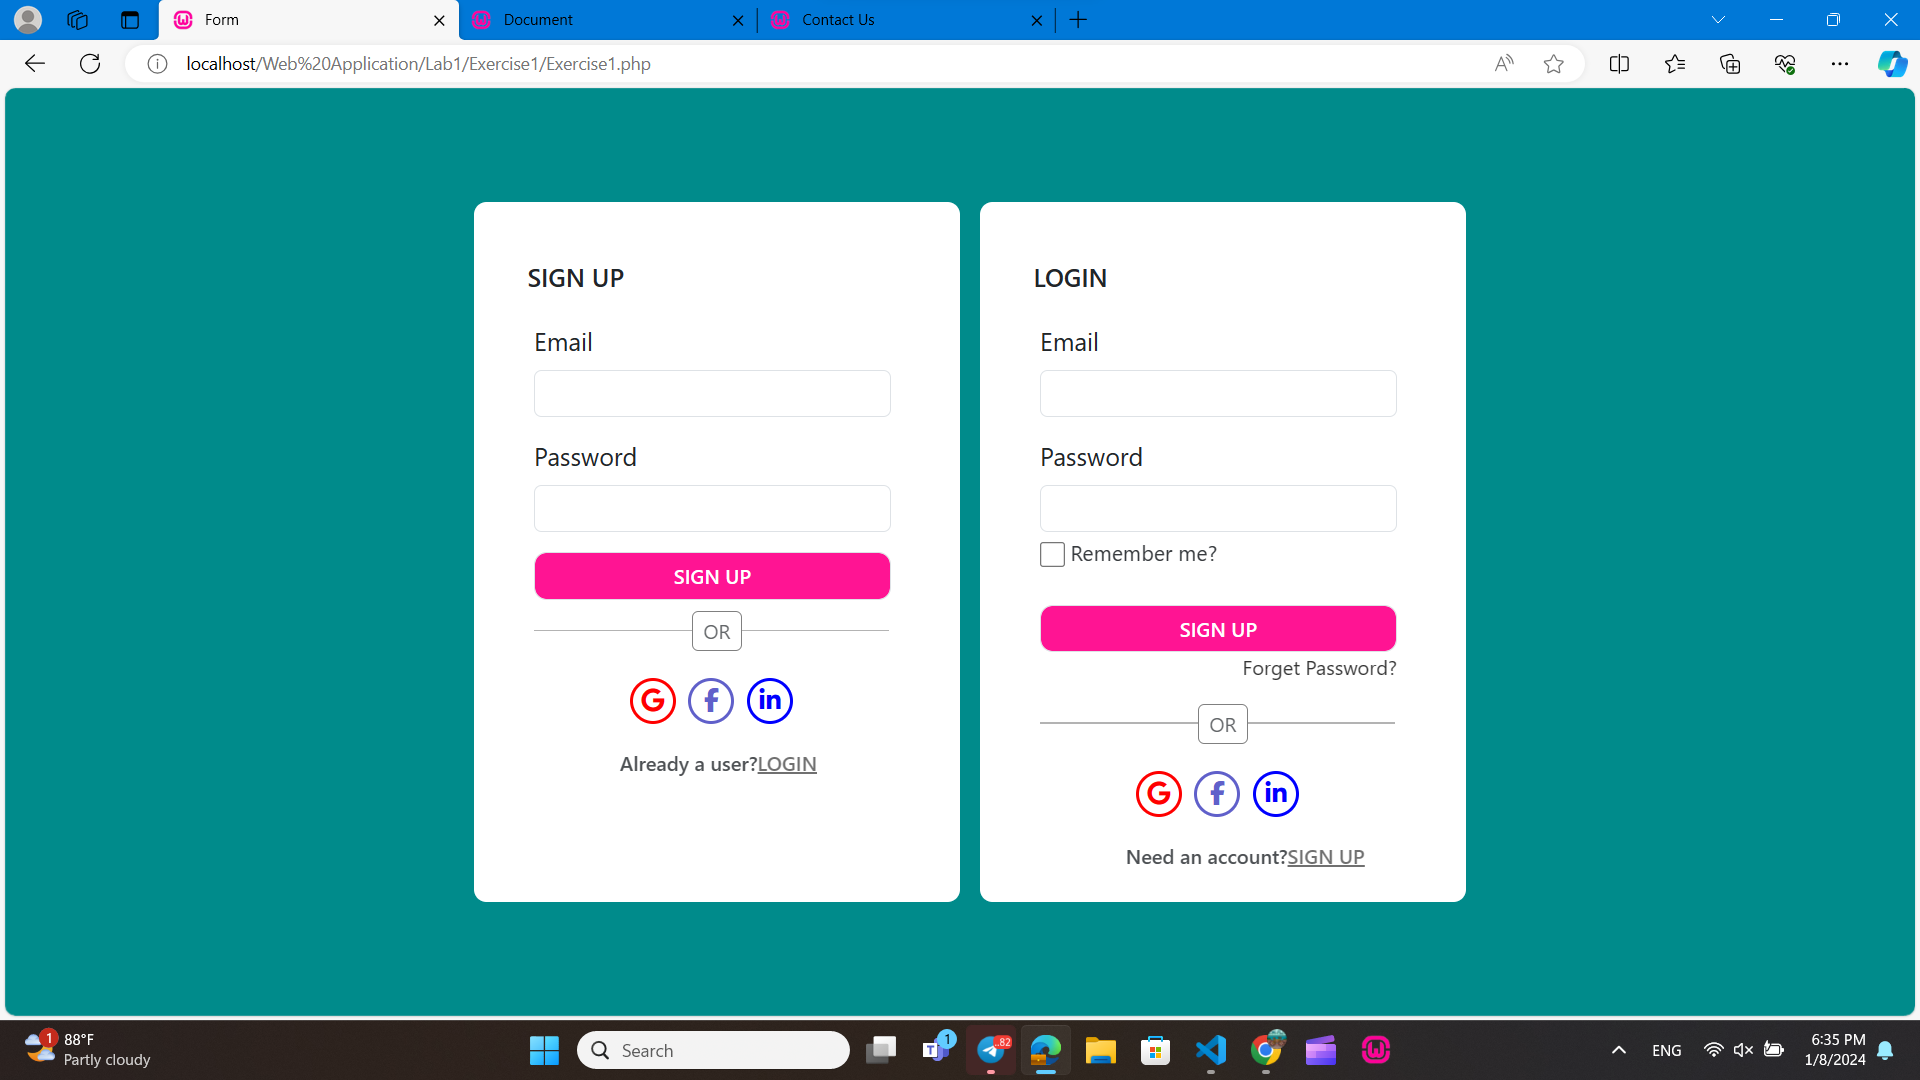 Form
Document
Contact Us
localhost/Web%20Application/Lab1/Exercise1/Exercise1.php
SIGN UP
Email
Password
SIGN UP
OR
G f in
Already a user?LOGIN
LOGIN
Email
Password
Remember me?
SIGN UP
Forget Password?
OR
G f in
Need an account?SIGN UP
1
88°F
Partly cloudy
Search
T
1
..82
ENG
6:35 PM
1/8/2024